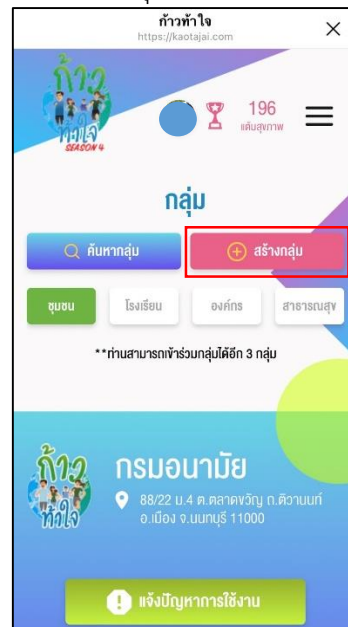 ก้าวท้าใจ
https://kaotajai.com
ก้าว
ท้าใจ
SEASON 4
196
แต้มสุขภาพ
กลุ่ม
ค้นหากลุ่ม
สร้างกลุ่ม
ชุมชน
โรงเรียน
องค์กร
สาธารณสุข
**ท่านสามารถเข้าร่วมกลุ่มได้อีก 3 กลุ่ม
ก้าว
ท้าใจ
กรมอนามัย
88/22 ม.4 ต.ตลาดขวัญ ถ.ติวานนท์
อ.เมือง จ.นนทบุรี 11000
แจ้งปัญหาการใช้งาน